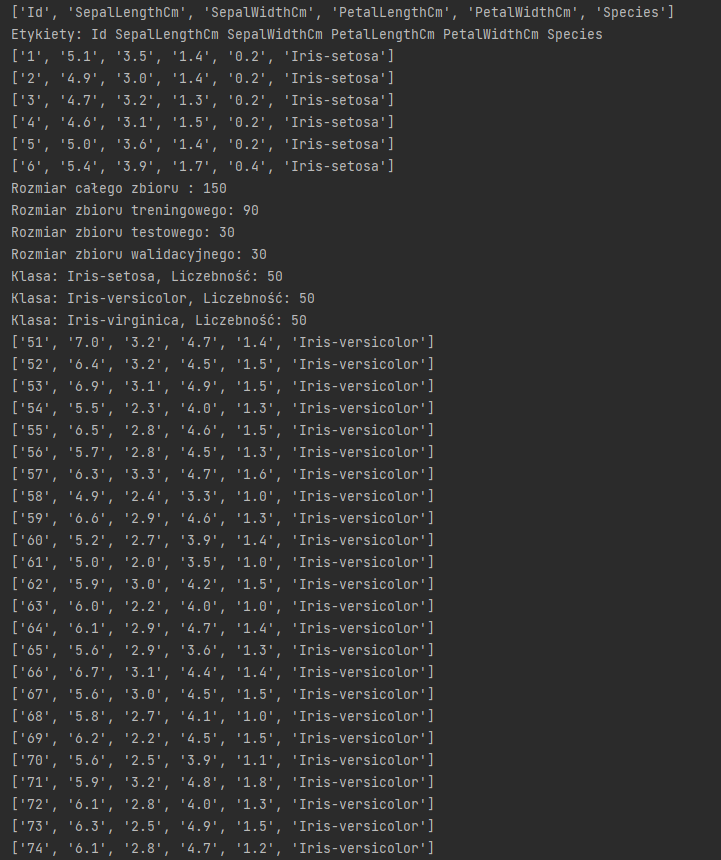 ['Id', 'SepalLengthCm', 'SepalWidthCm', 'PetalLengthCm', 'PetalWidthCm', 'Species']
Etykiety: Id SepalLengthCm SepalWidthCm PetalLengthCm PetalWidthCm Species
['1', '5.1', '3.5', '1.4', '0.2', 'Iris-setosa']
['2', '4.9', '3.0', '1.4', '0.2', 'Iris-setosa']
['3', '4.7', '3.2', '1.3', '0.2', 'Iris-setosa']
['4', '4.6', '3.1', '1.5', '0.2', 'Iris-setosa']
['5', '5.0', '3.6', '1.4', '0.2', 'Iris-setosa']
['6', '5.4', '3.9', '1.7', '0.4', 'Iris-setosa']
Rozmiar całego zbioru : 150
Rozmiar zbioru treningowego: 90
Rozmiar zbioru testowego: 30
Rozmiar zbioru walidacyjnego: 30
Klasa: Iris-setosa, Liczebność: 50
Klasa: Iris-versicolor, Liczebność: 50
Klasa: Iris-virginica, Liczebność: 50
['51', '7.0', '3.2', '4.7', '1.4', 'Iris-versicolor']
['52', '6.4', '3.2', '4.5', '1.5', 'Iris-versicolor']
['53', '6.9', '3.1', '4.9', '1.5', 'Iris-versicolor']
['54', '5.5', '2.3', '4.0', '1.3', 'Iris-versicolor']
['55', '6.5', '2.8', '4.6', '1.5', 'Iris-versicolor']
['56', '5.7', '2.8', '4.5', '1.3', 'Iris-versicolor']
['57', '6.3', '3.3', '4.7', '1.6', 'Iris-versicolor']
['58', '4.9', '2.4', '3.3', '1.0', 'Iris-versicolor']
['59', '6.6', '2.9', '4.6', '1.3', 'Iris-versicolor']
['60', '5.2', '2.7', '3.9', '1.4', 'Iris-versicolor']
['61', '5.0', '2.0', '3.5', '1.0', 'Iris-versicolor']
['62', '5.9', '3.0', '4.2', '1.5', 'Iris-versicolor']
['63', '6.0', '2.2', '4.0', '1.0', 'Iris-versicolor']
['64', '6.1', '2.9', '4.7', '1.4', 'Iris-versicolor']
['65', '5.6', '2.9', '3.6', '1.3', 'Iris-versicolor']
['66', '6.7', '3.1', '4.4', '1.4', 'Iris-versicolor']
['67', '5.6', '3.0', '4.5', '1.5', 'Iris-versicolor']
['68', '5.8', '2.7', '4.1', '1.0', 'Iris-versicolor']
['69', '6.2', '2.2', '4.5', '1.5', 'Iris-versicolor']
['70', '5.6', '2.5', '3.9', '1.1', 'Iris-versicolor']
['71', '5.9', '3.2', '4.8', '1.8', 'Iris-versicolor']
['72', '6.1', '2.8', '4.0', '1.3', 'Iris-versicolor']
['73', '6.3', '2.5', '4.9', '1.5', 'Iris-versicolor']
['74', '6.1', '2.8', '4.7', '1.2', 'Iris-versicolor']